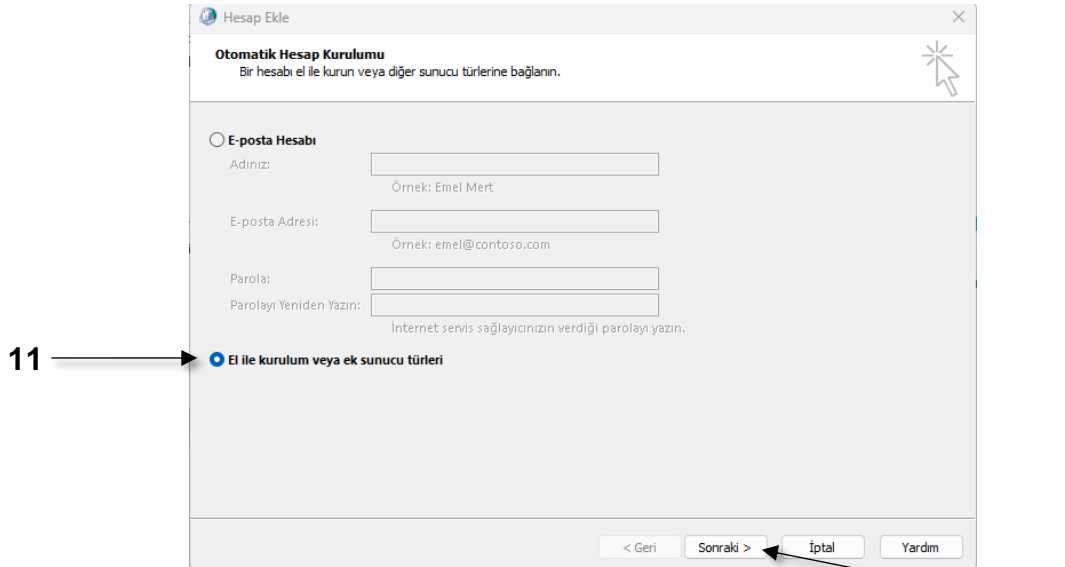 Hesap Ekle
Otomatik Hesap Kurulumu
Bir hesabı el ile kurun veya diğer sunucu türlerine bağlanın.
E-posta Hesabı
Adınız:
Örnek: Emel Mert
E-posta Adresi:
Örnek: emel@contoso.com
Parola:
Parolayı Yeniden Yazın:
İnternet servis sağlayıcınızın verdiği parolayı yazın.
11
El ile kurulum veya ek sunucu türleri
< Geri Sonraki > İptal Yardım